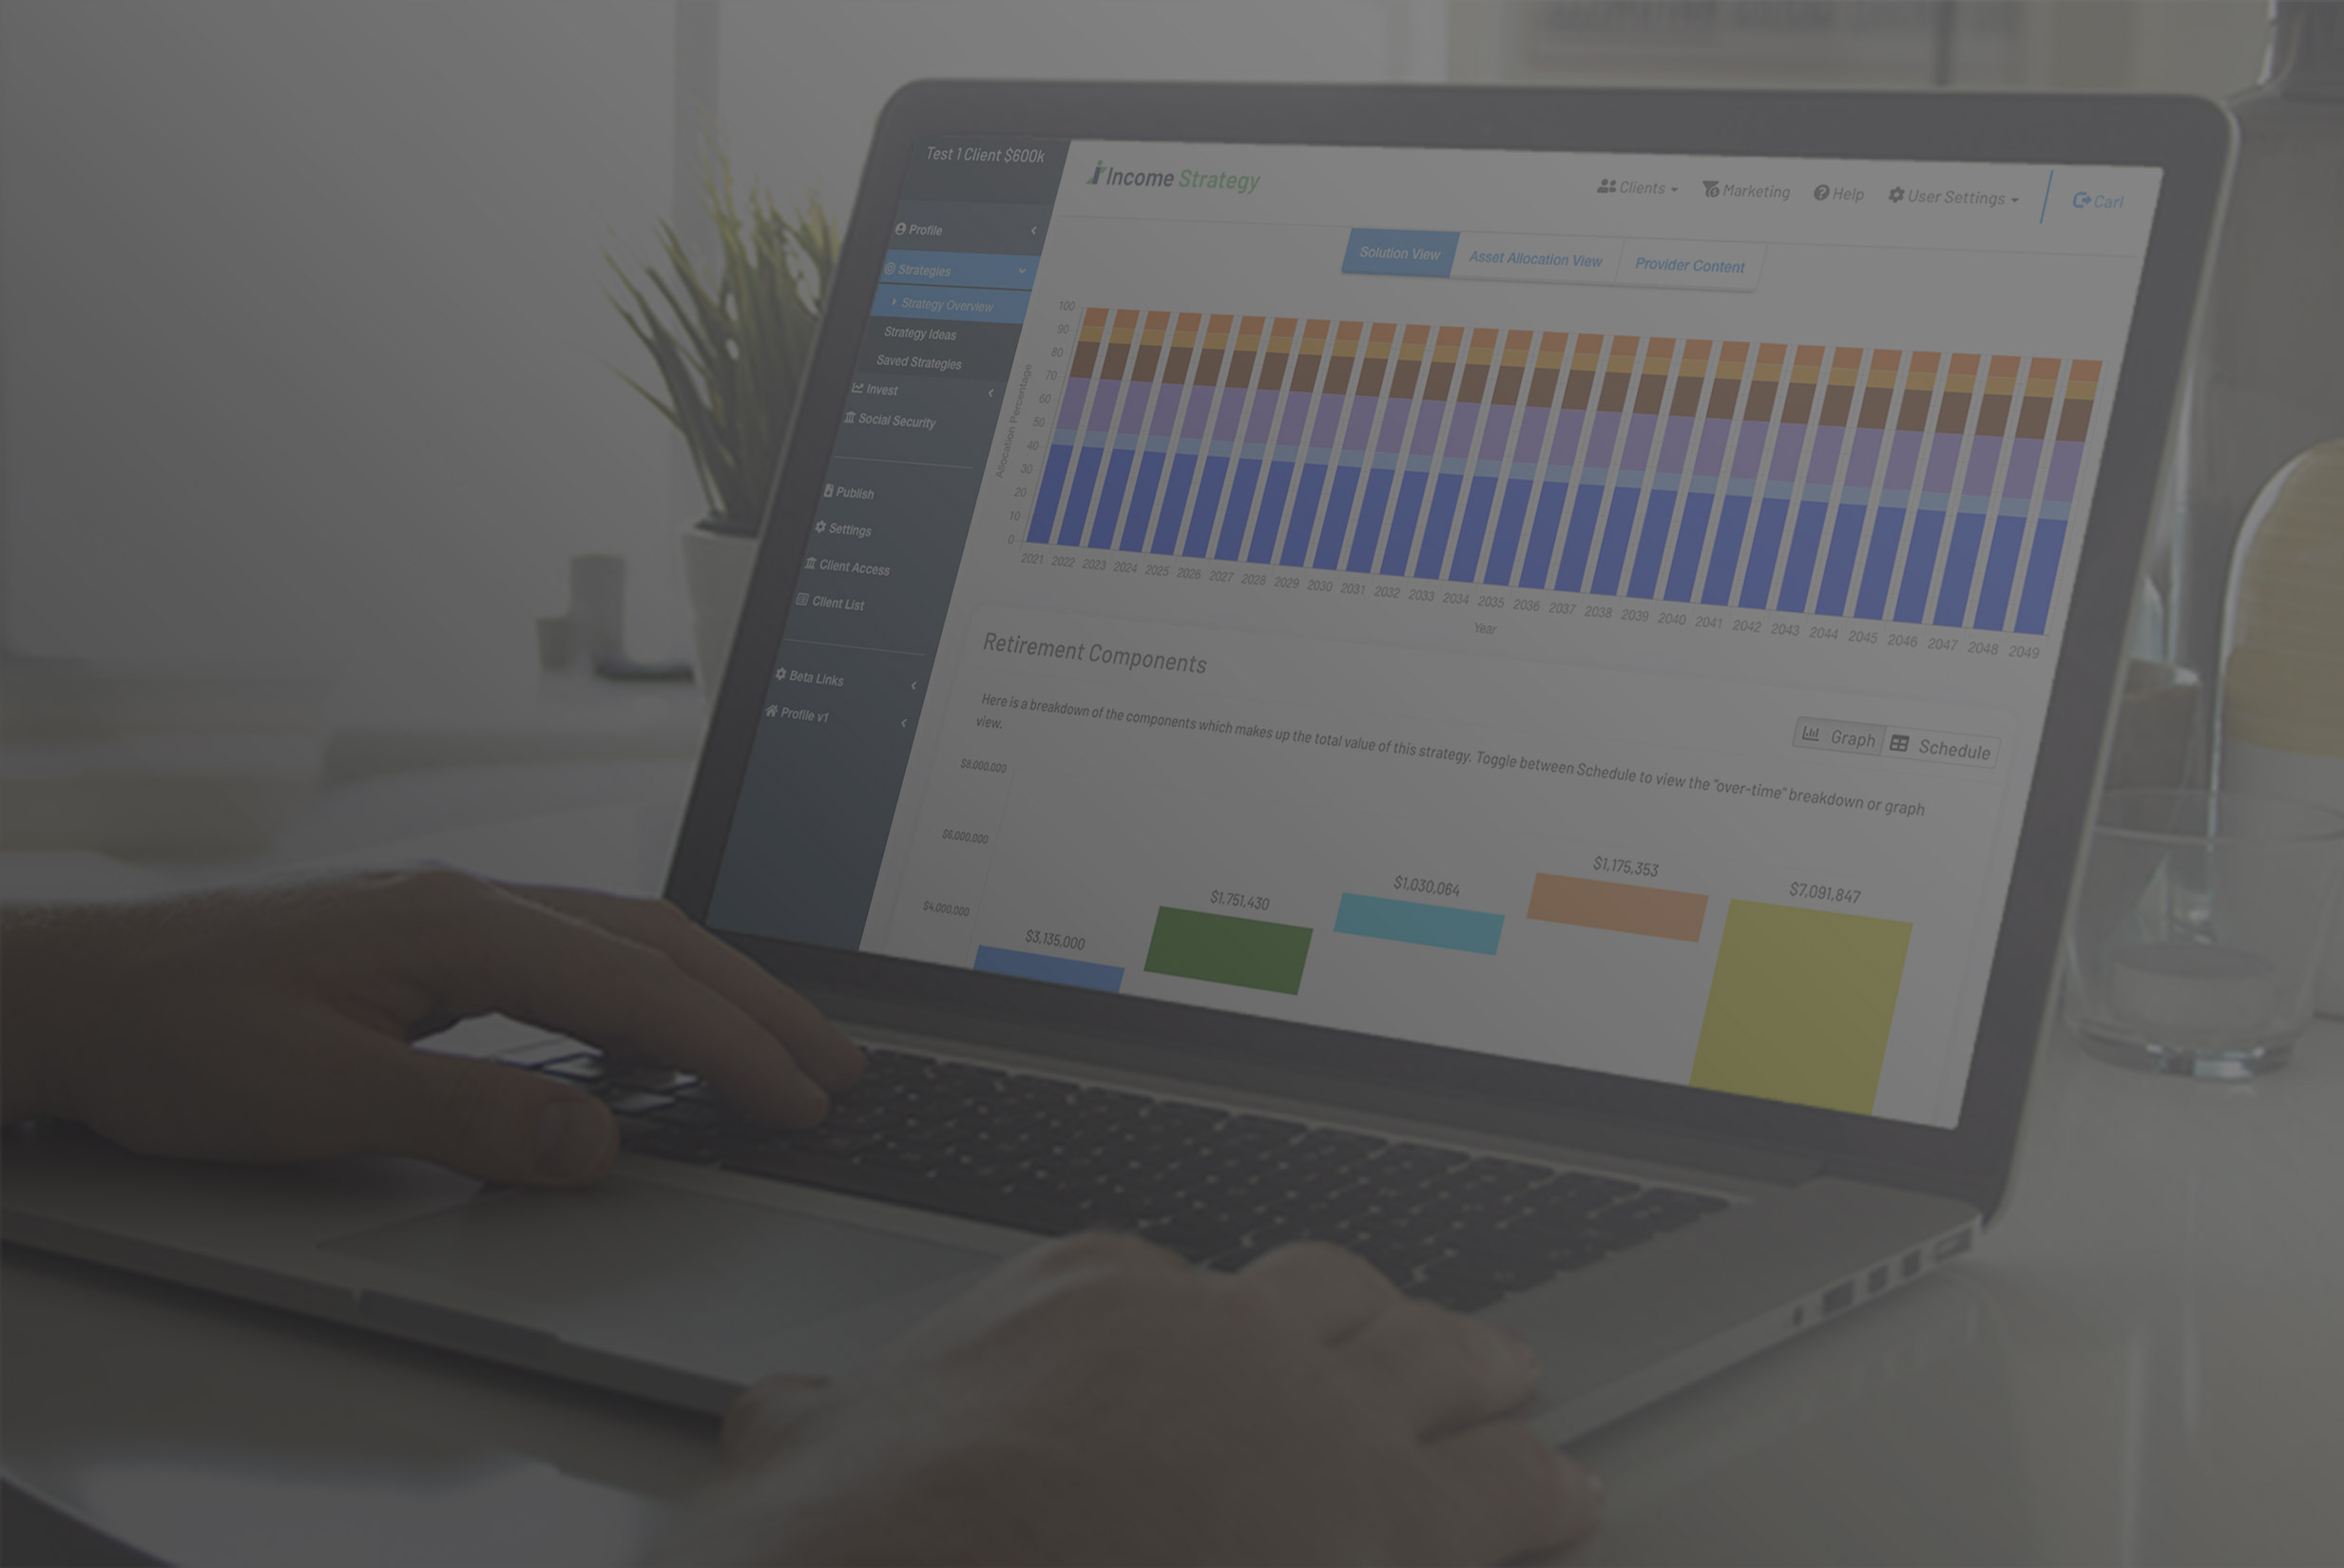 Test 1 Client $600k
Income Strategy
Clients
Marketing
Help
User Settings
Carl
Profile
Strategies
Strategy Overview
Strategy Ideas
Saved Strategies
Invest
Social Security
Publish
Settings
Client Access
Client List
Beta Links
Profile v1
Solution View
Asset Allocation View
Provider Content
Allocation Percentage
100
90
80
70
60
50
40
30
20
10
0
2021 2022 2023 2024 2025 2026 2027 2028 2029 2030 2031 2032 2033 2034 2035 2036 2037 2038 2039 2040 2041 2042 2043 2044 2045 2046 2047 2048 2049
Year
Retirement Components
Here is a breakdown of the components which makes up the total value of this strategy. Toggle between Schedule to view the "over-time" breakdown or graph
view.
Graph
Schedule
$8,000,000
$6,000,000
$4,000,000
$3,135,000
$1,751,430
$1,030,064
$1,175,353
$7,091,847